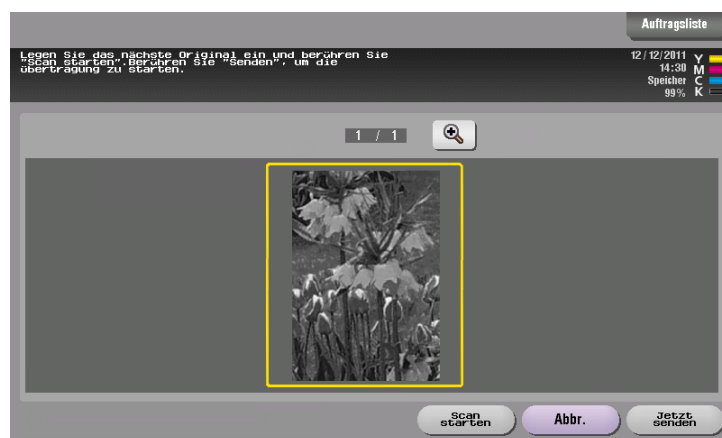 Auftragsliste
Legen Sie das nächste Original ein und berühren Sie
"Scan starten".Berühren Sie "Senden", um die
übertragung zu starten.
12/12/2011
14:30
Speicher
99%
Y
M
C
K
1 / 1
Scan
starten
Abbr.
Jetzt
senden